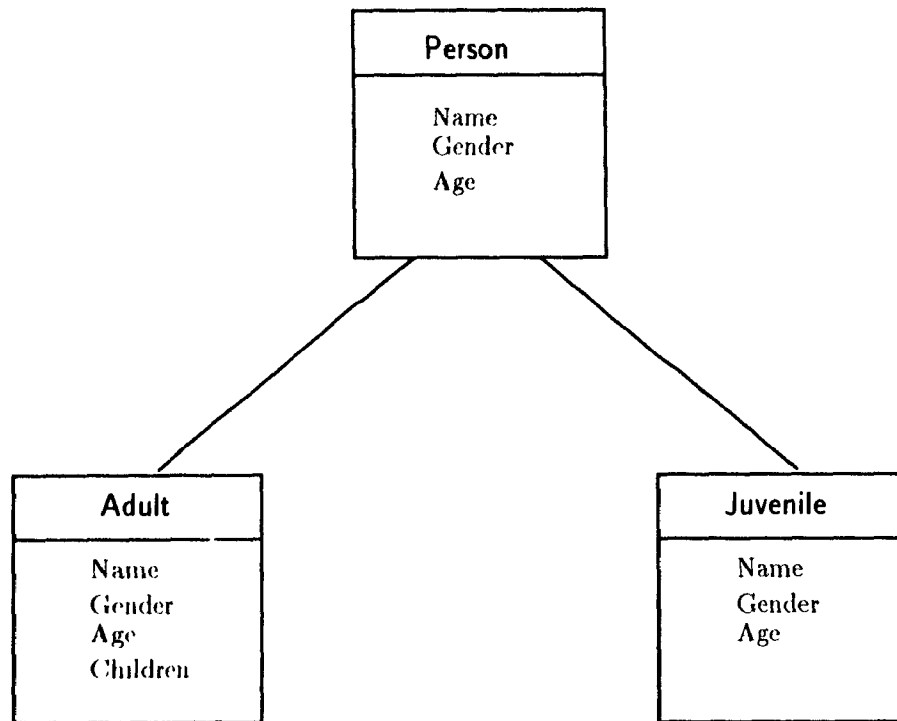 Person
Name
Gender
Age
Adult
Name
Gender
Age
Children
Juvenile
Name
Gender
Age